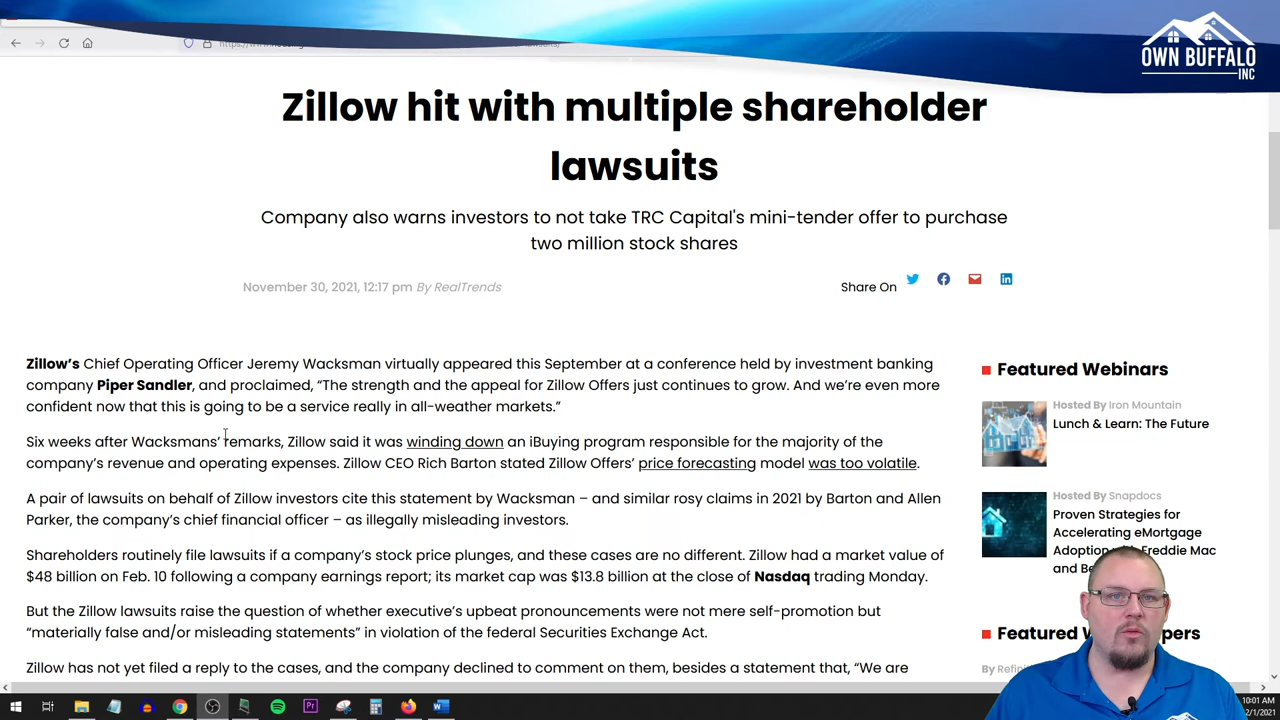 OWN BUFFALO
INC
Zillow hit with multiple shareholder
lawsuits
Company also warns investors to not take TRC Capital's mini-tender offer to purchase
two million stock shares
November 30, 2021, 12:17 pm By RealTrends
Share On
Zillow's Chief Operating Officer Jeremy Wacksman virtually appeared this September at a conference held by investment banking
company Piper Sandler, and proclaimed, “The strength and the appeal for Zillow Offers just continues to grow. And we’re even more
confident now that this is going to be a service really in all-weather markets.”
Six weeks after Wacksmans’ remarks, Zillow said it was winding down an iBuying program responsible for the majority of the
company’s revenue and operating expenses. Zillow CEO Rich Barton stated Zillow Offers’ price forecasting model was too volatile.
A pair of lawsuits on behalf of Zillow investors cite this statement by Wacksman – and similar rosy claims in 2021 by Barton and Allen
Parker, the company’s chief financial officer – as illegally misleading investors.
Shareholders routinely file lawsuits if a company’s stock price plunges, and these cases are no different. Zillow had a market value of
$48 billion on Feb. 10 following a company earnings report; its market cap was $13.8 billion at the close of Nasdaq trading Monday.
But the Zillow lawsuits raise the question of whether executive’s upbeat pronouncements were not mere self-promotion but
“materially false and/or misleading statements” in violation of the federal Securities Exchange Act.
Zillow has not yet filed a reply to the cases, and the company declined to comment on them, besides a statement that, “We are
Featured Webinars
Hosted By Iron Mountain
Lunch & Learn: The Future
Hosted By Snapdocs
Proven Strategies for
Accelerating eMortgage
Adoption with Freddie Mac
Featured
By
10:01 AM
12/1/2021